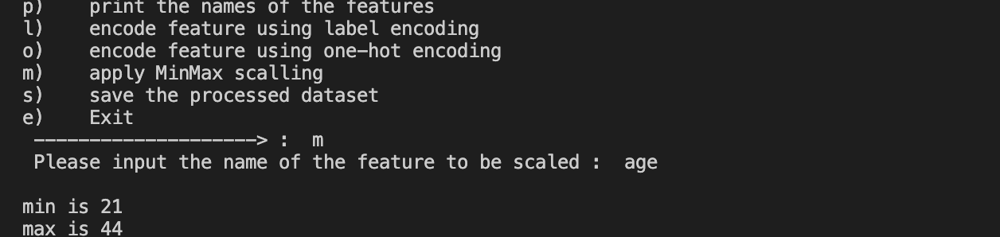 p)    print the names of the features
l)    encode feature using label encoding
o)    encode feature using one-hot encoding
m)    apply MinMax scalling
s)    save the processed dataset
e)    Exit
 --------------------> :  m
 Please input the name of the feature to be scaled :  age
min is 21
max is 44